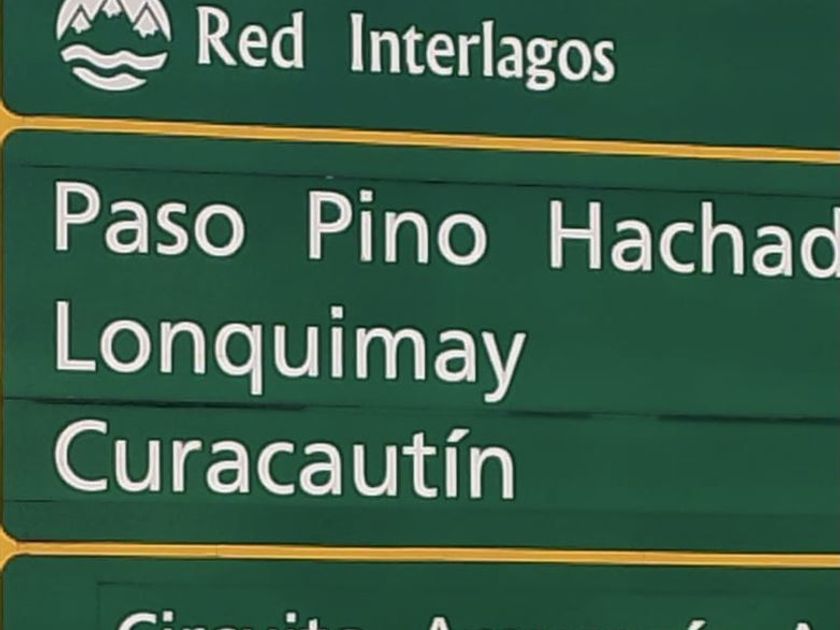 Red Interlagos
Paso Pino Hachad
Lonquimay
Curacautín